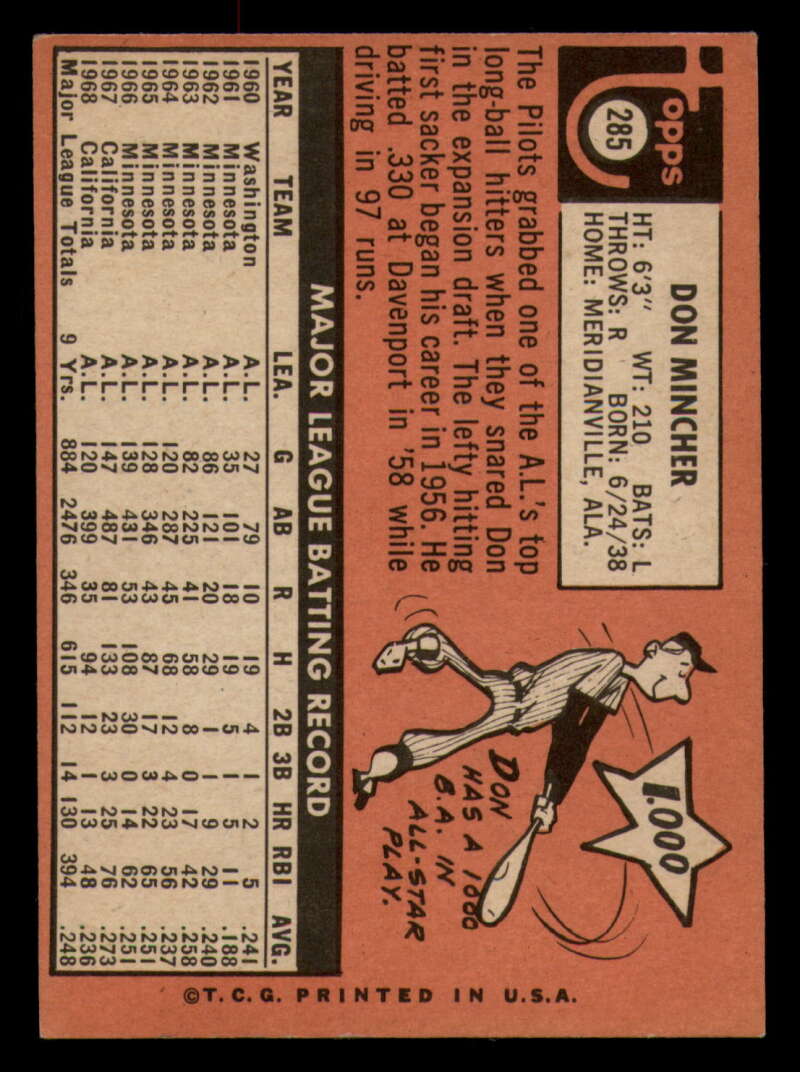 Topps
285
DON MINCHER
HT: 6'3" WT: 210 BATS: L
THROWS: R BORN: 6/24/38
HOME: MERIDIANVILLE, ALA.
The Pilots grabbed one of the A.L.'s top
long-ball hitters when they snared Don
in the expansion draft. The lefty hitting
first sacker began his career in 1956. He
batted .330 at Davenport in '58 while
driving in 97 runs.
1.000
DON
HAS A 1000
B.A. IN
ALL-STAR
PLAY.
MAJOR LEAGUE BATTING RECORD
YEAR TEAM LEA. G AB R H 2B 3B HR RBI AVG.
1960 Washington A.L. 27 79 10 19 4 1 2 5 .241
1961 Minnesota A.L. 35 101 18 19 5 1 5 11 .188
1962 Minnesota A.L. 86 121 20 29 1 1 9 29 .240
1963 Minnesota A.L. 82 225 41 58 8 0 17 42 .258
1964 Minnesota A.L. 120 287 45 68 12 4 23 56 .237
1965 Minnesota A.L. 128 346 43 87 17 3 22 65 .251
1966 Minnesota A.L. 139 431 53 108 30 0 14 62 .251
1967 California A.L. 147 487 81 133 23 3 25 76 .273
1968 California A.L. 120 399 35 94 12 1 13 48 .236
Major League Totals 9 Yrs. 884 2476 346 615 112 14 130 394 .248
©T.C.G. PRINTED IN U.S.A.